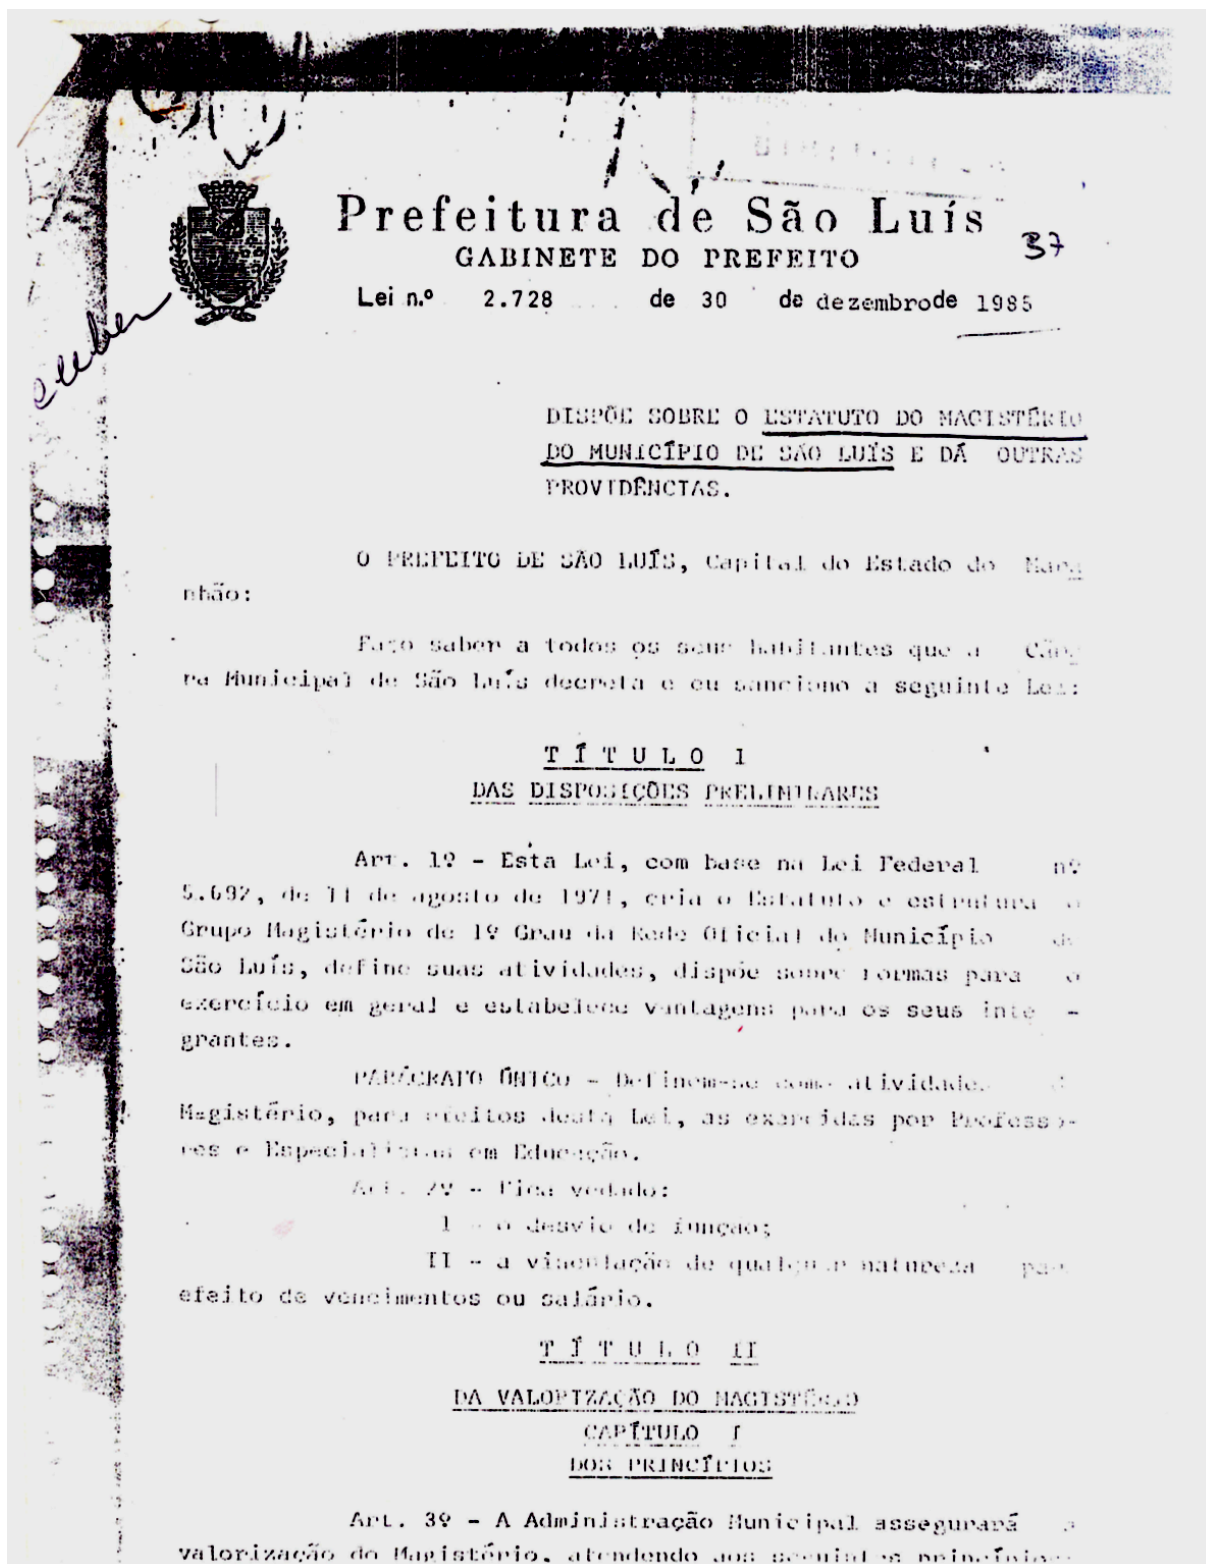 Prefeitura de São Luís
37
GABINETE DO PREFEITO
Lei n.º 2.728 de 30 de dezembro de 1985
cleber
DISPÕE SOBRE O ESTATUTO DO MAGISTÉRIO
DO MUNICÍPIO DE SÃO LUÍS E DÁ OUTRAS
PROVIDÊNCIAS.
O PREFEITO DE SÃO LUÍS, Capital do Estado do Mara
nhão:
Faço saber a todos os seus habitantes que a Câma
ra Municipal de São Luís decreta e eu sanciono a seguinte Lei:
TÍTULO I
DAS DISPOSIÇÕES PRELIMINARES
Art. 1º - Esta Lei, com base na Lei Federal nº
5.692, de 11 de agosto de 1971, cria o Estatuto e estrutura o
Grupo Magistério de 1º Grau da Rede Oficial do Município de
São Luís, define suas atividades, dispõe sobre normas para o
exercício em geral e estabelece vantagens para os seus inte -
grantes.
PARÁGRAFO ÚNICO - Definem-se como atividades
Magistério, para efeitos desta Lei, as exercidas por Professo-
res e Especialistas em Educação.
Art. 2º - Fica vedado:
I - o desvio de função;
II - a vinculação de qualquer natureza para
efeito de vencimentos ou salário.
TÍTULO II
DA VALORIZAÇÃO DO MAGISTÉRIO
CAPÍTULO I
DOS PRINCÍPIOS
Art. 3º - A Administração Municipal assegurará a
valorização do Magistério, atendendo aos seguintes princípios